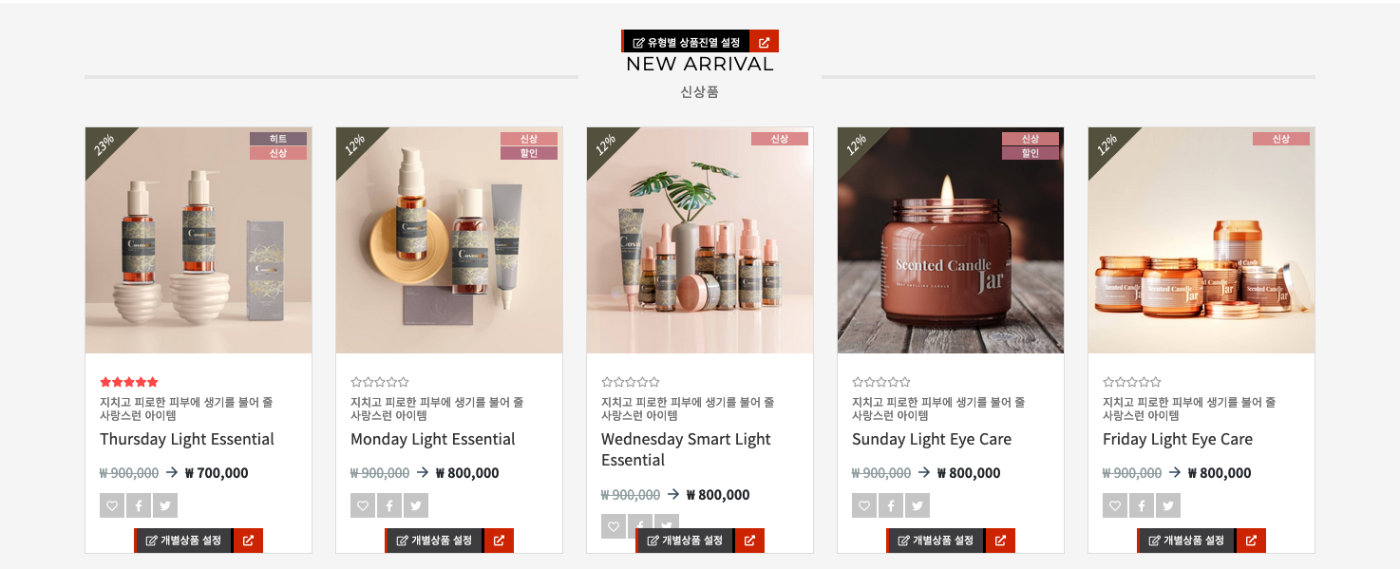 유형별 상품진열 설정
NEW ARRIVAL
신상품
23%
히트
신상
12%
신상
할인
12%
신상
12%
신상
할인
12%
신상
Cosmetic
Scented Candle
Jar
Scented Candle
Jar
지치고 피로한 피부에 생기를 불어 줄
사랑스런 아이템
Thursday Light Essential
₩ 900,000 → ₩ 700,000
개별상품 설정
지치고 피로한 피부에 생기를 불어 줄
사랑스런 아이템
Monday Light Essential
₩ 900,000 → ₩ 800,000
개별상품 설정
지치고 피로한 피부에 생기를 불어 줄
사랑스런 아이템
Wednesday Smart Light
Essential
₩ 900,000 → ₩ 800,000
개별상품 설정
지치고 피로한 피부에 생기를 불어 줄
사랑스런 아이템
Sunday Light Eye Care
₩ 900,000 → ₩ 800,000
개별상품 설정
지치고 피로한 피부에 생기를 불어 줄
사랑스런 아이템
Friday Light Eye Care
₩ 900,000 → ₩ 800,000
개별상품 설정